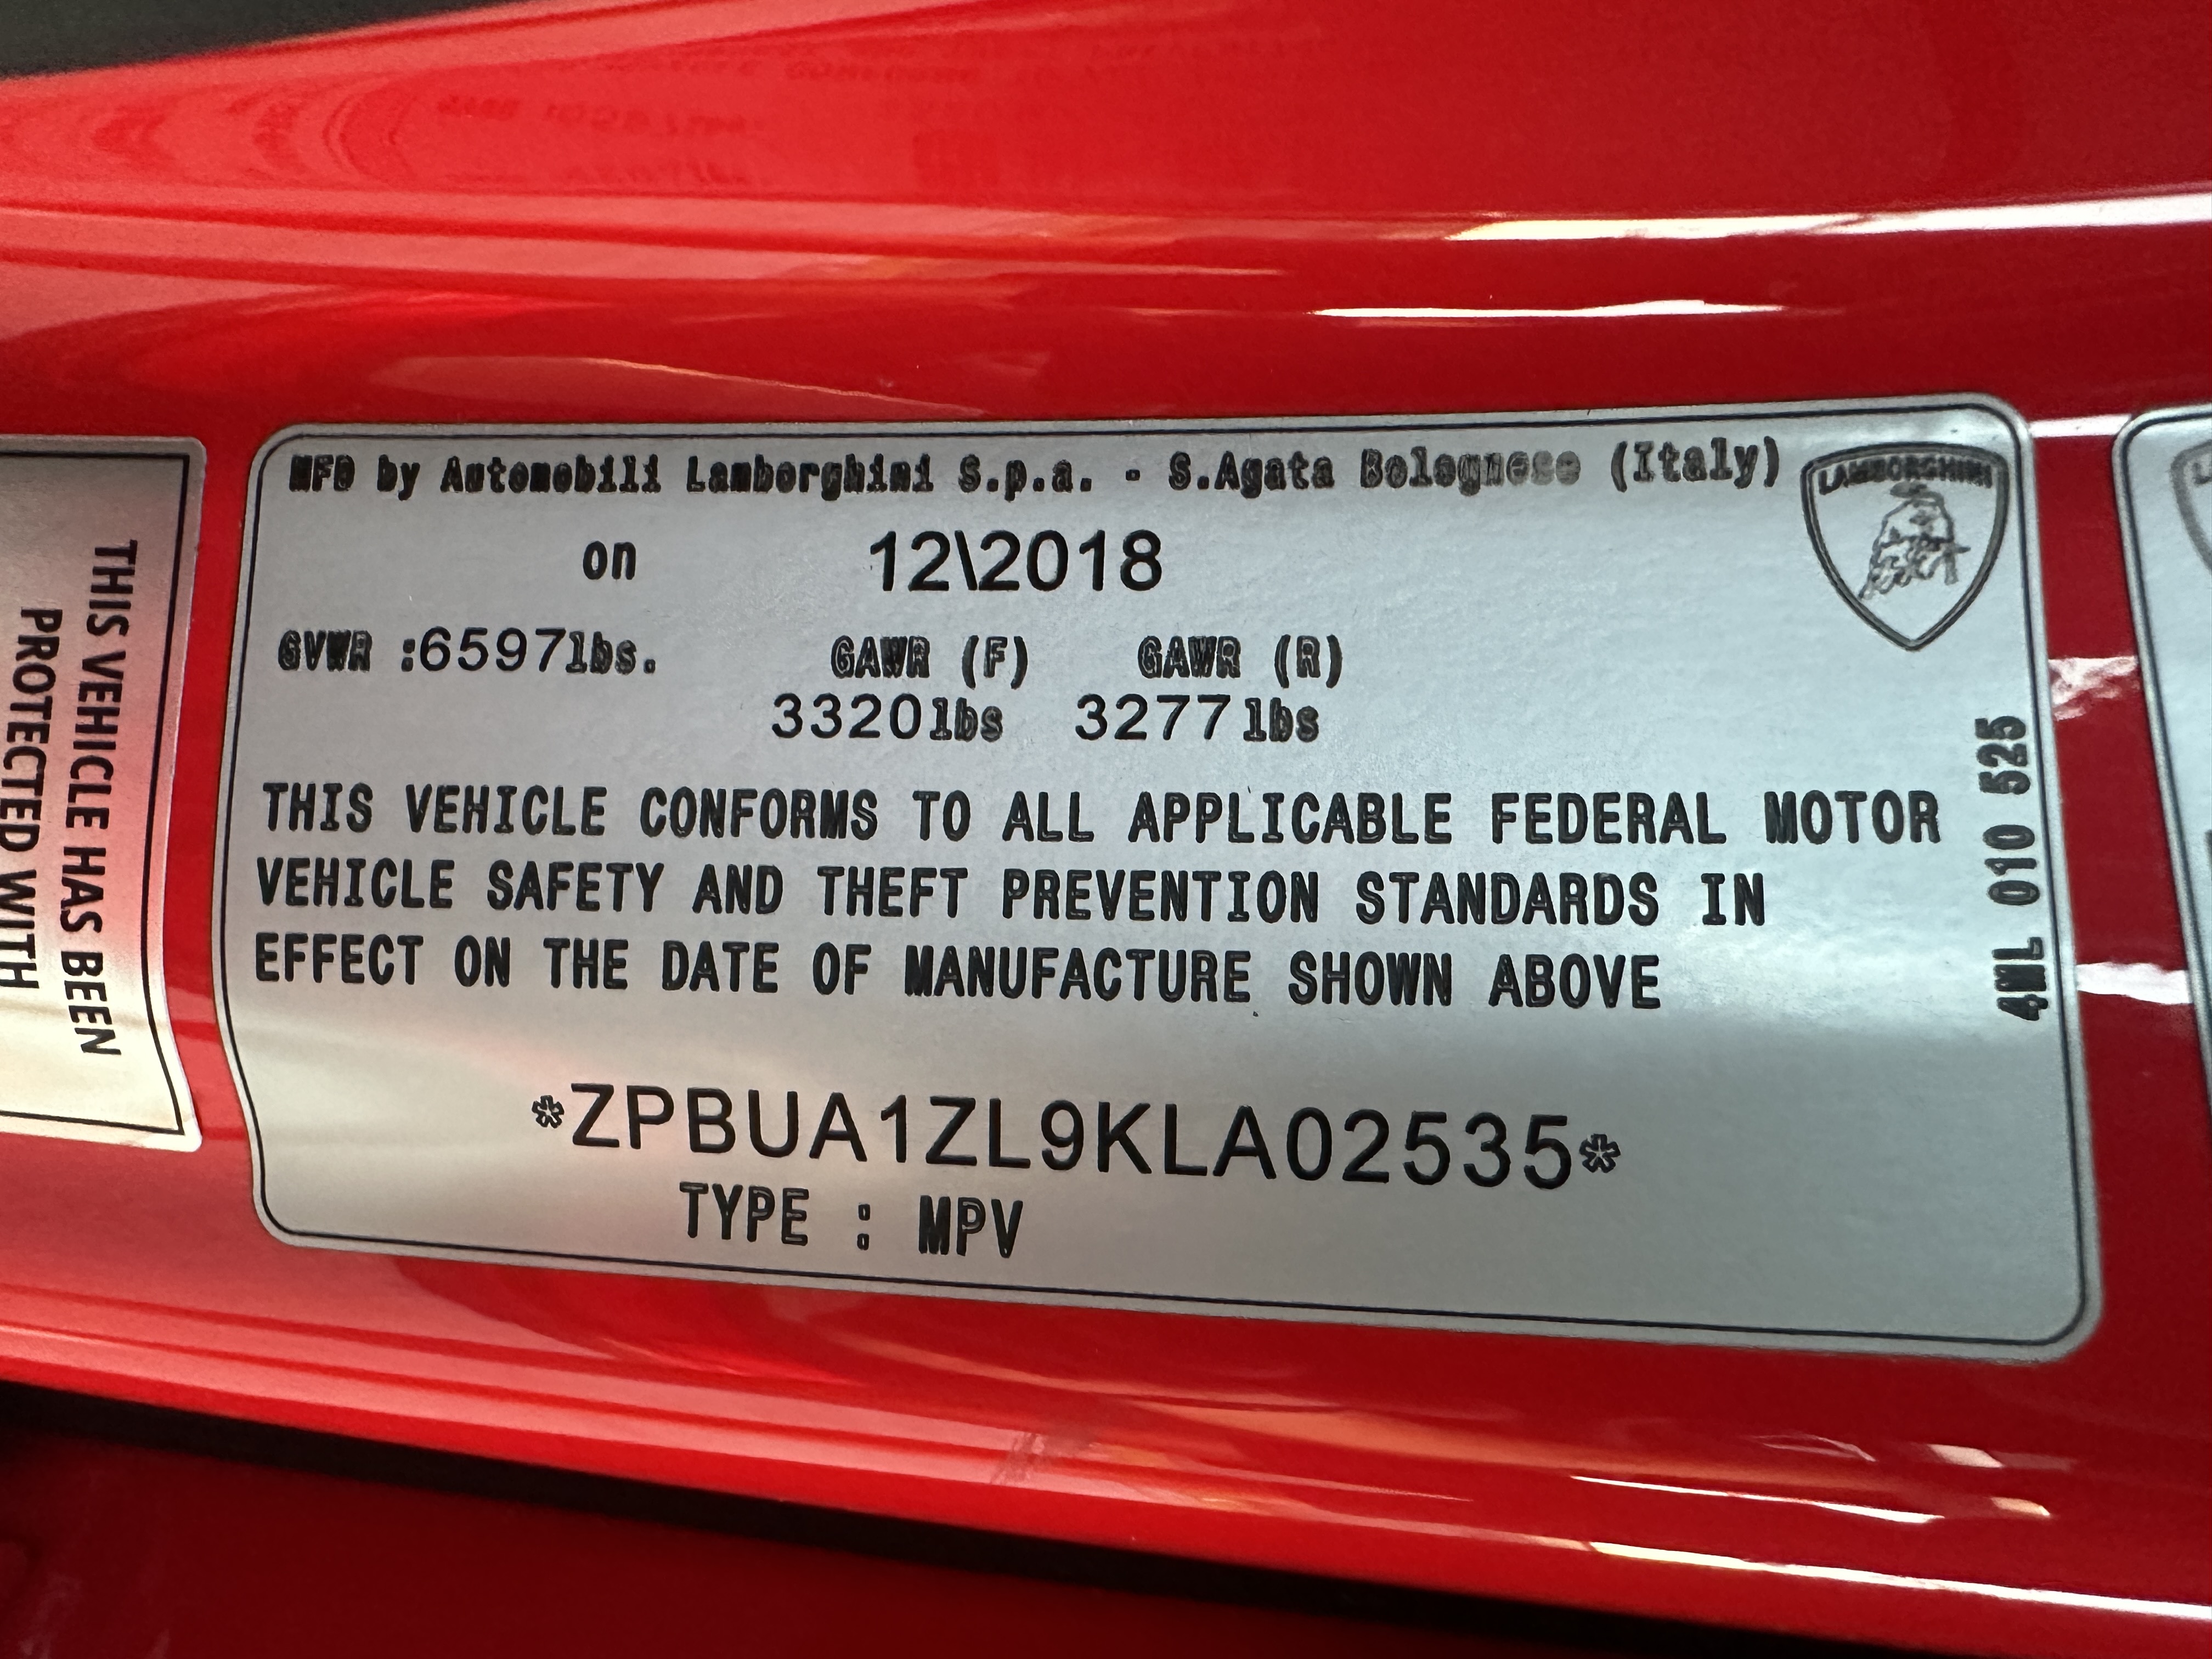 MFD by Automobili Lamborghini S.p.a. - S.Agata Bolognese (Italy)
LAMBORGHINI
on 12\2018
GVWR :6597lbs. GAWR (F) GAWR (R)
3320lbs 3277lbs
THIS VEHICLE CONFORMS TO ALL APPLICABLE FEDERAL MOTOR
VEHICLE SAFETY AND THEFT PREVENTION STANDARDS IN
EFFECT ON THE DATE OF MANUFACTURE SHOWN ABOVE
*ZPBUA1ZL9KLA02535*
TYPE : MPV
4ML 010 525
THIS VEHICLE HAS BEEN
PROTECTED WITH